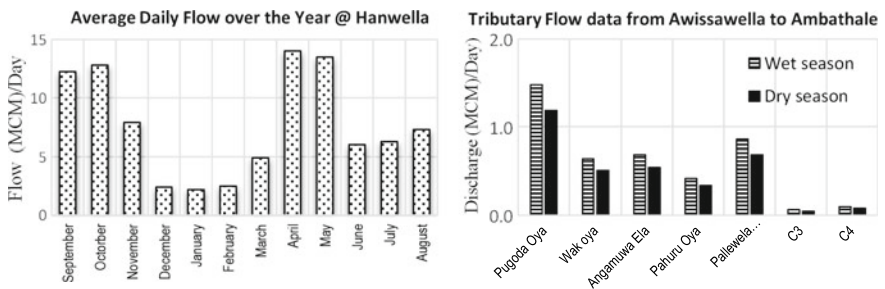 Average Daily Flow over the Year @ Hanwella
Flow (MCM)/Day
15
10
5
0
September
Octorber
November
December
January
February
March
April
May
June
July
August
Tributary Flow data from Awissawella to Ambathale
Discharge (MCM)/Day)
2.0
1.0
0.0
Wet season
Dry season
Pugoda Oya
Wak oya
Angamuwa Ela
Pahuru Oya
Pallewela...
C3
C4